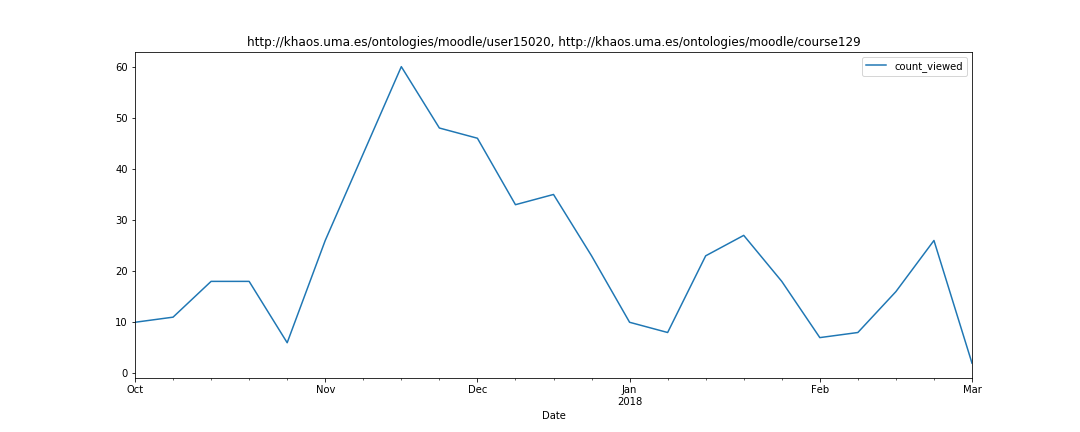 http://khaos.uma.es/ontologies/moodle/user15020, http://khaos.uma.es/ontologies/moodle/course129
count_viewed
60
50
40
30
20
10
0
Oct Nov Dec Jan Feb Mar
2018
Date